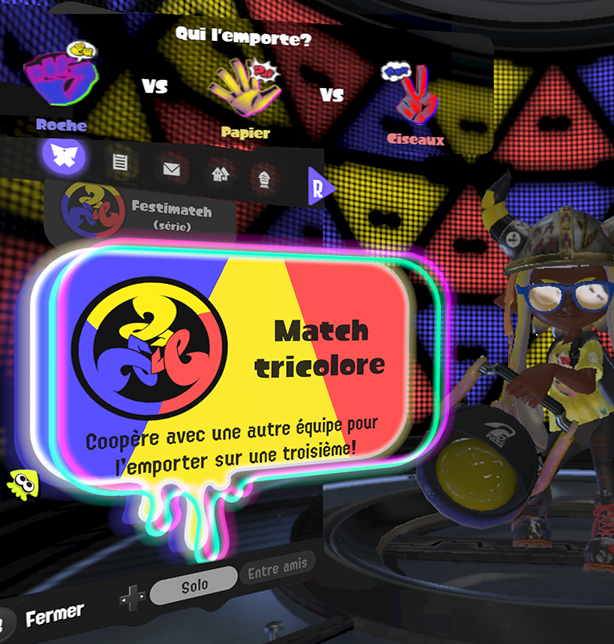 Qui l'emporte?
VS
VS
Roche
Papier
Ciseaux
R
Festimatch
(série)
Match
tricolore
Coopère avec une autre équipe pour
l'emporter sur une troisième!
Fermer
Solo
Entre amis